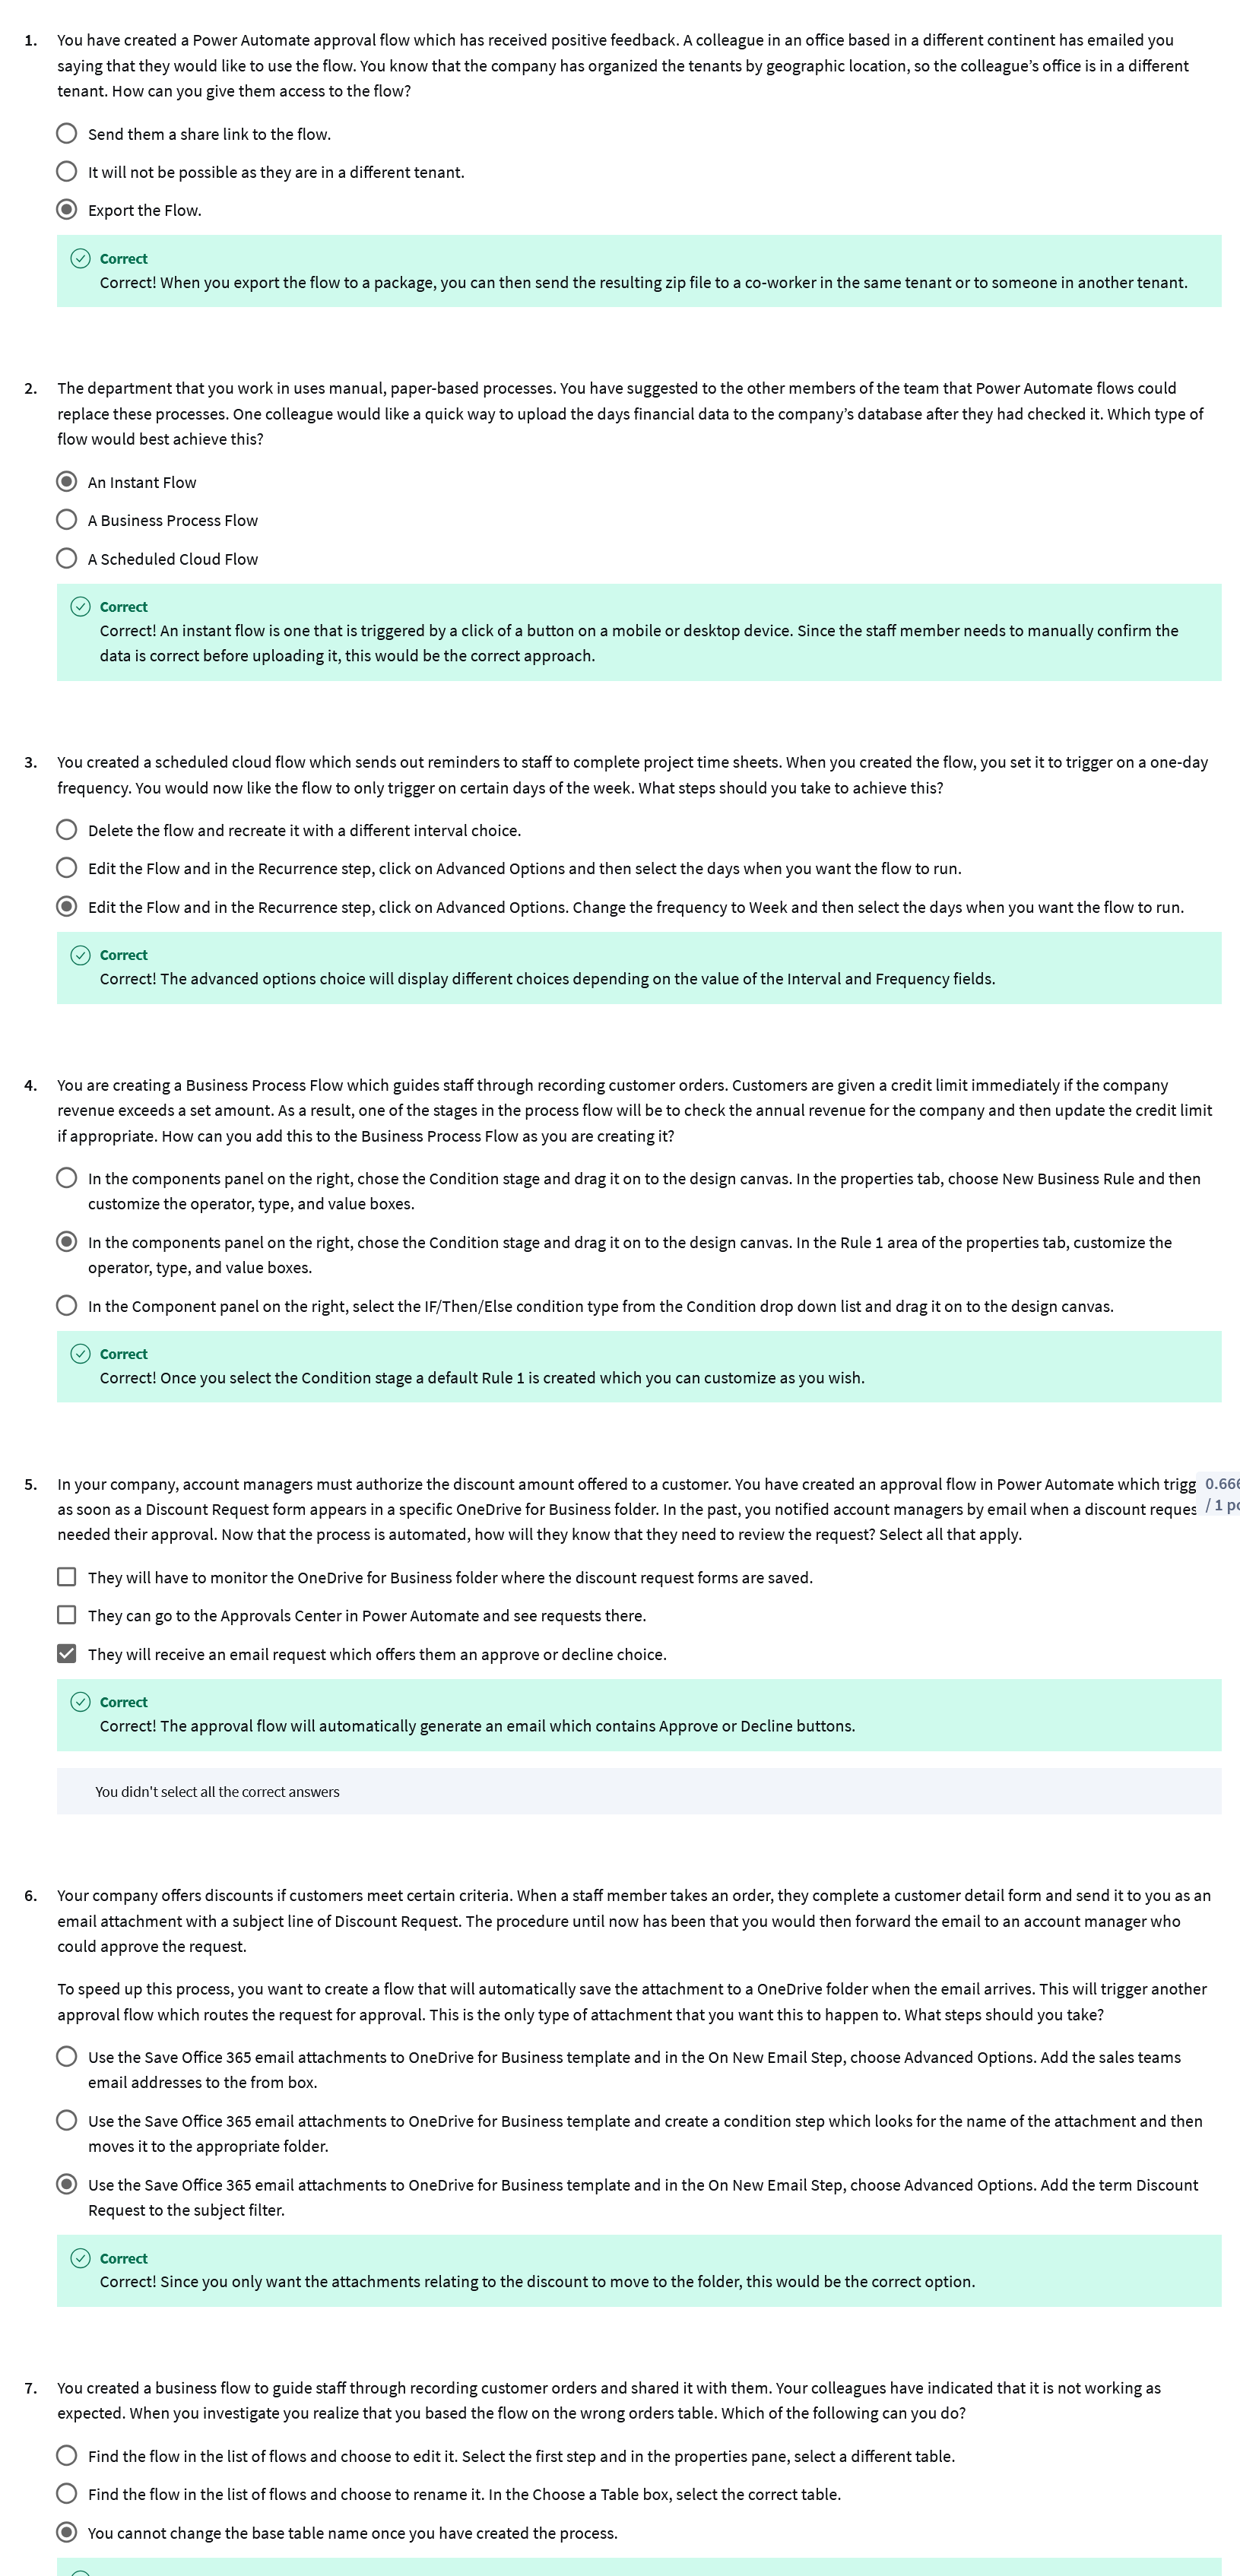 1. You have created a Power Automate approval flow which has received positive feedback. A colleague in an office based in a different continent has emailed you
saying that they would like to use the flow. You know that the company has organized the tenants by geographic location, so the colleague’s office is in a different
tenant. How can you give them access to the flow?
Send them a share link to the flow.
It will not be possible as they are in a different tenant.
Export the Flow.
Correct
Correct! When you export the flow to a package, you can then send the resulting zip file to a co-worker in the same tenant or to someone in another tenant.
2. The department that you work in uses manual, paper-based processes. You have suggested to the other members of the team that Power Automate flows could
replace these processes. One colleague would like a quick way to upload the days financial data to the company’s database after they had checked it. Which type of
flow would best achieve this?
An Instant Flow
A Business Process Flow
A Scheduled Cloud Flow
Correct
Correct! An instant flow is one that is triggered by a click of a button on a mobile or desktop device. Since the staff member needs to manually confirm the
data is correct before uploading it, this would be the correct approach.
3. You created a scheduled cloud flow which sends out reminders to staff to complete project time sheets. When you created the flow, you set it to trigger on a one-day
frequency. You would now like the flow to only trigger on certain days of the week. What steps should you take to achieve this?
Delete the flow and recreate it with a different interval choice.
Edit the Flow and in the Recurrence step, click on Advanced Options and then select the days when you want the flow to run.
Edit the Flow and in the Recurrence step, click on Advanced Options. Change the frequency to Week and then select the days when you want the flow to run.
Correct
Correct! The advanced options choice will display different choices depending on the value of the Interval and Frequency fields.
4. You are creating a Business Process Flow which guides staff through recording customer orders. Customers are given a credit limit immediately if the company
revenue exceeds a set amount. As a result, one of the stages in the process flow will be to check the annual revenue for the company and then update the credit limit
if appropriate. How can you add this to the Business Process Flow as you are creating it?
In the components panel on the right, chose the Condition stage and drag it on to the design canvas. In the properties tab, choose New Business Rule and then
customize the operator, type, and value boxes.
In the components panel on the right, chose the Condition stage and drag it on to the design canvas. In the Rule 1 area of the properties tab, customize the
operator, type, and value boxes.
In the Component panel on the right, select the IF/Then/Else condition type from the Condition drop down list and drag it on to the design canvas.
Correct
Correct! Once you select the Condition stage a default Rule 1 is created which you can customize as you wish.
5. In your company, account managers must authorize the discount amount offered to a customer. You have created an approval flow in Power Automate which trigg
0.666
as soon as a Discount Request form appears in a specific OneDrive for Business folder. In the past, you notified account managers by email when a discount reques
/ 1 po
needed their approval. Now that the process is automated, how will they know that they need to review the request? Select all that apply.
They will have to monitor the OneDrive for Business folder where the discount request forms are saved.
They can go to the Approvals Center in Power Automate and see requests there.
They will receive an email request which offers them an approve or decline choice.
Correct
Correct! The approval flow will automatically generate an email which contains Approve or Decline buttons.
You didn't select all the correct answers
6. Your company offers discounts if customers meet certain criteria. When a staff member takes an order, they complete a customer detail form and send it to you as an
email attachment with a subject line of Discount Request. The procedure until now has been that you would then forward the email to an account manager who
could approve the request.
To speed up this process, you want to create a flow that will automatically save the attachment to a OneDrive folder when the email arrives. This will trigger another
approval flow which routes the request for approval. This is the only type of attachment that you want this to happen to. What steps should you take?
Use the Save Office 365 email attachments to OneDrive for Business template and in the On New Email Step, choose Advanced Options. Add the sales teams
email addresses to the from box.
Use the Save Office 365 email attachments to OneDrive for Business template and create a condition step which looks for the name of the attachment and then
moves it to the appropriate folder.
Use the Save Office 365 email attachments to OneDrive for Business template and in the On New Email Step, choose Advanced Options. Add the term Discount
Request to the subject filter.
Correct
Correct! Since you only want the attachments relating to the discount to move to the folder, this would be the correct option.
7. You created a business flow to guide staff through recording customer orders and shared it with them. Your colleagues have indicated that it is not working as
expected. When you investigate you realize that you based the flow on the wrong orders table. Which of the following can you do?
Find the flow in the list of flows and choose to edit it. Select the first step and in the properties pane, select a different table.
Find the flow in the list of flows and choose to rename it. In the Choose a Table box, select the correct table.
You cannot change the base table name once you have created the process.